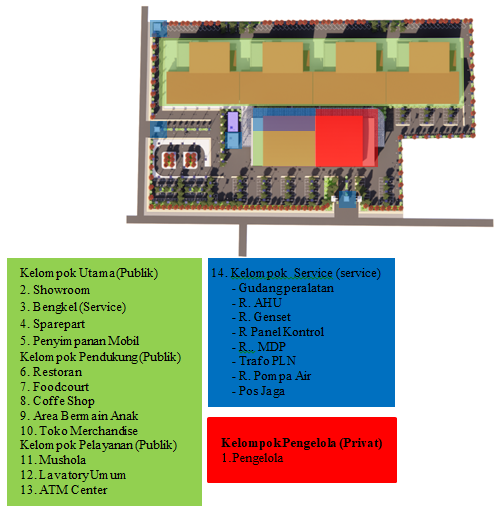 Kelompok Utama (Publik)
2. Showroom
3. Bengkel (Service)
4. Sparepart
5. Penyimpanan Mobil
Kelompok Pendukung (Publik)
6. Restoran
7. Foodcourt
8. Coffe Shop
9. Area Bermain Anak
10. Toko Merchandise
Kelompok Pelayanan (Publik)
11. Mushola
12. Lavatory Umum
13. ATM Center
14. Kelompok Service (service)
- Gudang peralatan
- R. AHU
- R. Genset
- R Panel Kontrol
- R.. MDP
- Trafo PLN
- R. Pompa Air
- Pos Jaga
Kelompok Pengelola (Privat)
1. Pengelola